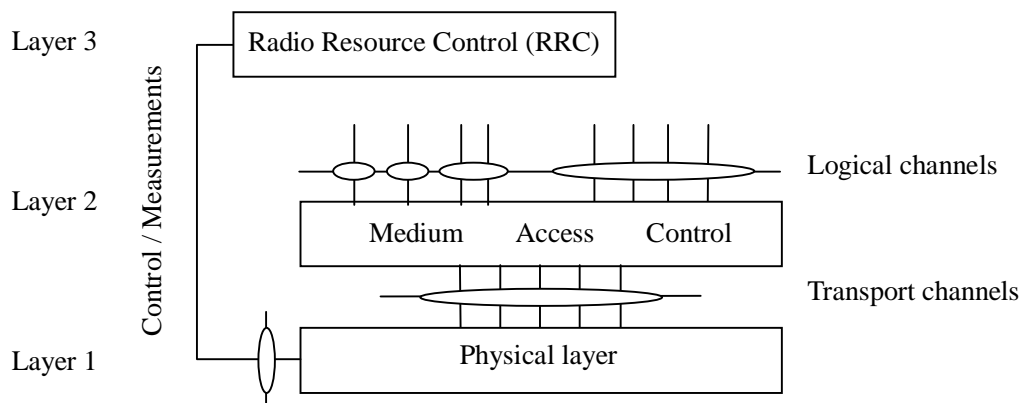 Layer 3
Radio Resource Control (RRC)
Control / Measurements
Logical channels
Layer 2
Medium Access Control
Transport channels
Layer 1
Physical layer